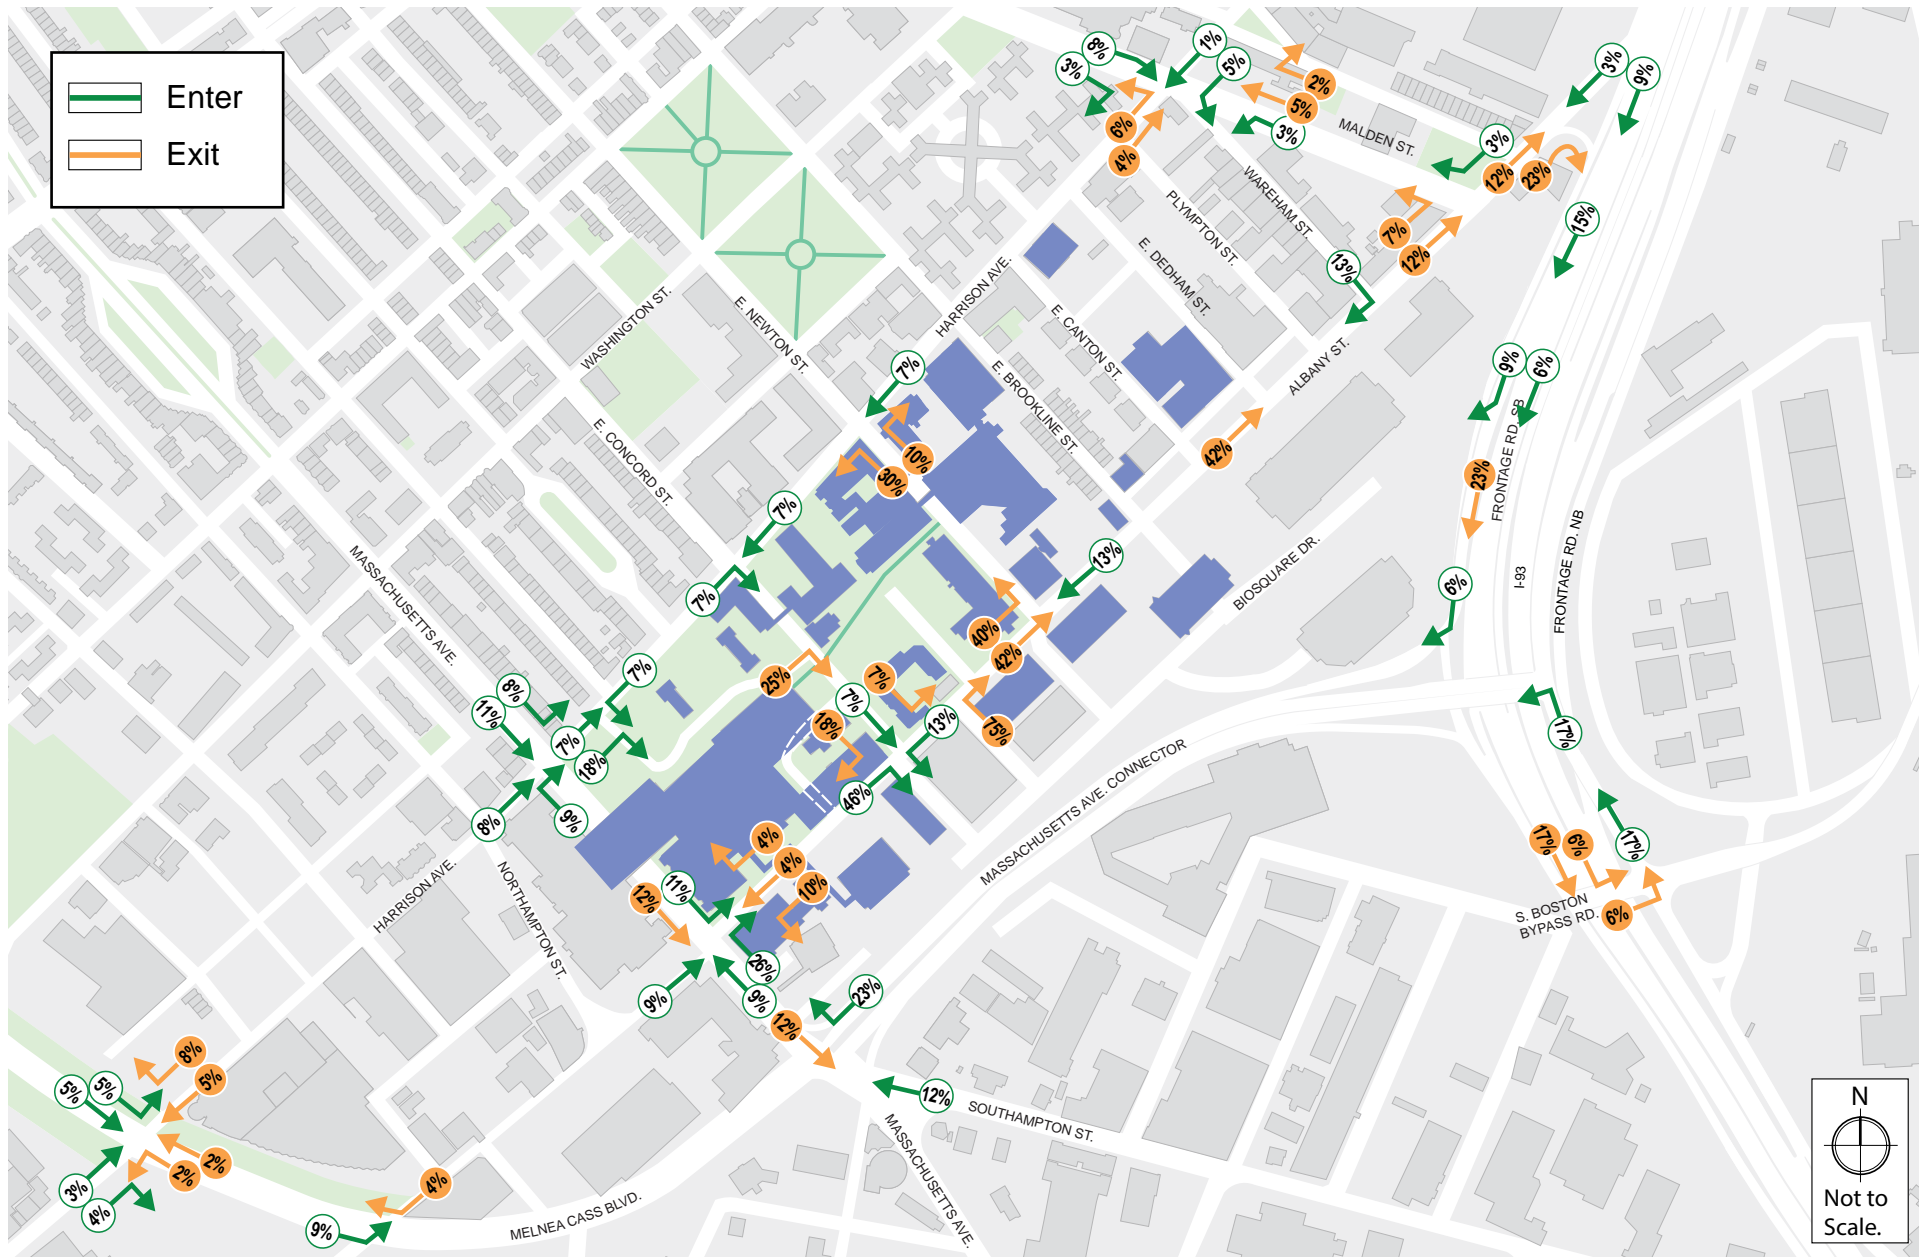 Enter
Exit
8%
3%
1%
5%
3%
9%
2%
5%
6%
4%
3%
MALDEN ST.
3%
12%
23%
15%
WAREHAM ST.
PLYMPTON ST.
7%
12%
13%
E. DEDHAM ST.
HARRISON AVE.
WASHINGTON ST.
E. NEWTON ST.
E. CANTON ST.
E. BROOKLINE ST.
ALBANY ST.
9%
6%
7%
42%
10%
30%
23%
FRONTAGE RD. SB
E. CONCORD ST.
7%
13%
BIOSQUARE DR.
I-93
FRONTAGE RD. NB
6%
MASSACHUSETTS AVE.
7%
40%
42%
7%
25%
7%
8%
11%
7%
18%
7%
18%
13%
75%
17%
46%
8%
9%
MASSACHUSETTS AVE. CONNECTOR
4%
4%
10%
11%
12%
17%
6%
17%
6%
S. BOSTON
BYPASS RD.
HARRISON AVE.
NORTHAMPTON ST.
26%
9%
9%
23%
12%
12%
SOUTHAMPTON ST.
MASSACHUSETTS AVE.
8%
5%
5%
5%
2%
2%
3%
4%
4%
9%
MELNEA CASS BLVD.
N
Not to
Scale.